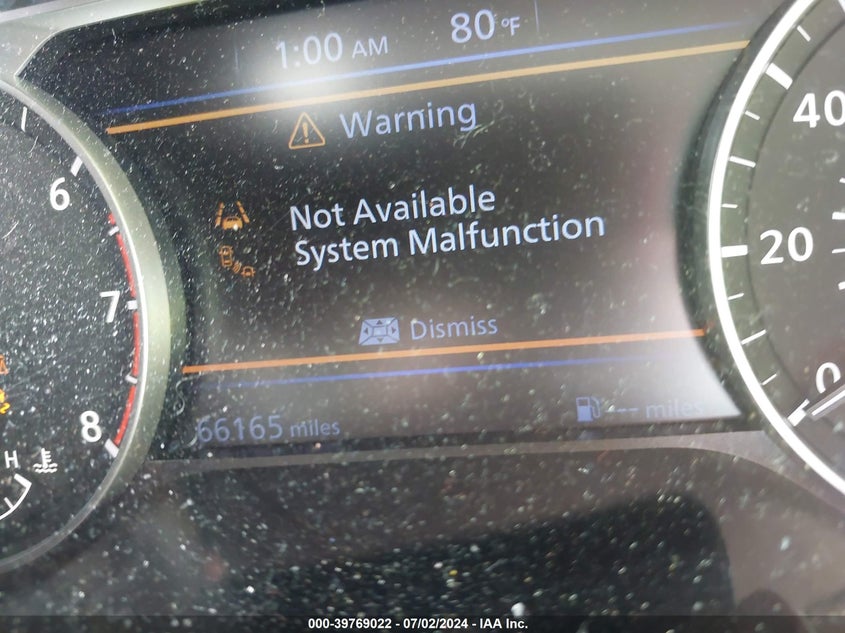 1:00 AM 80°F
Warning
Not Available
System Malfunction
Dismiss
66165 miles --- miles
6
7
8
H
40
20
0
000-39769022 - 07/02/2024 - IAA, Inc.